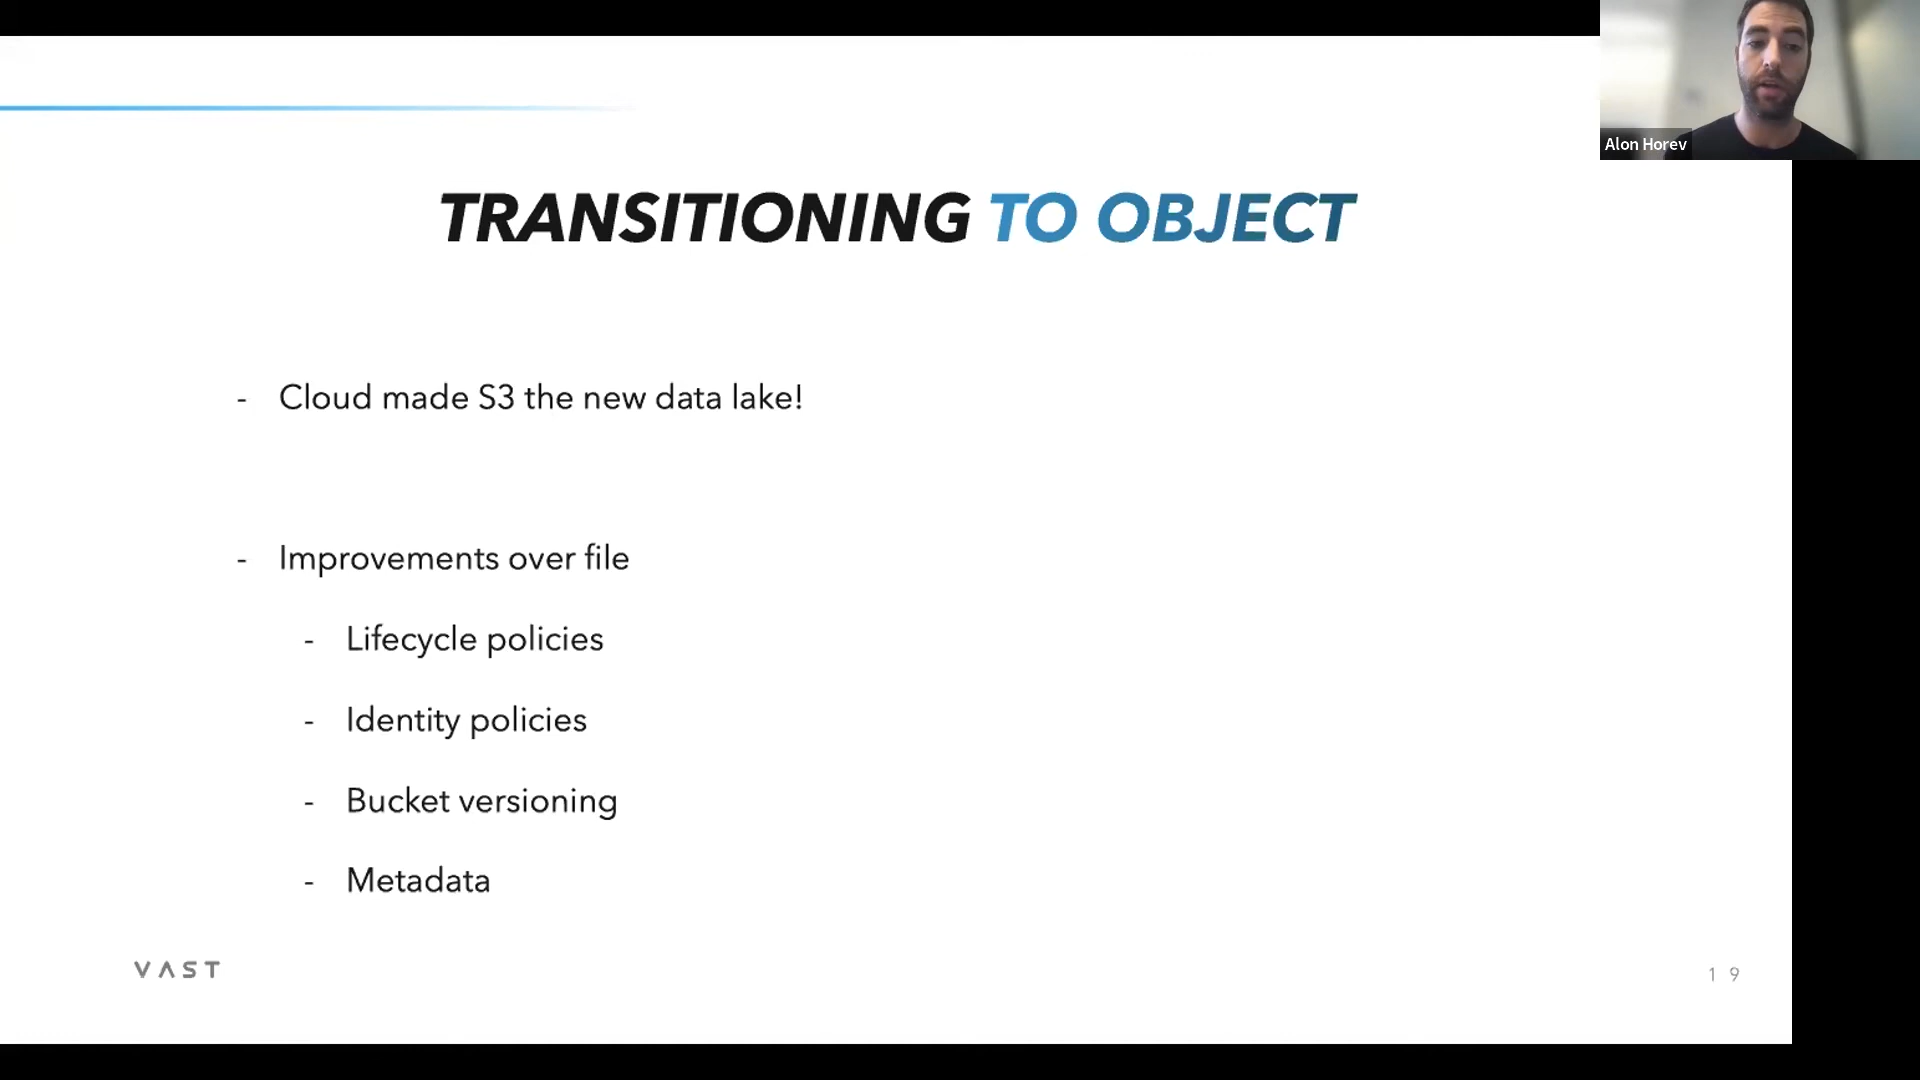 Alon Horev
TRANSITIONING TO OBJECT
- Cloud made S3 the new data lake!
- Improvements over file
- Lifecycle policies
- Identity policies
- Bucket versioning
- Metadata
VAST
19